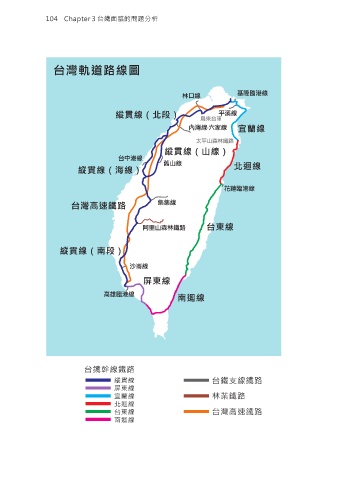 104 Chapter 3 台鐵面臨的問題分析
台灣軌道路線圖
林口線
基隆臨港線
縱貫線（北段）
平溪線
內灣線 六家線
宜蘭線
太平山森林鐵路
縱貫線（山線）
台中港線
舊山線
北迴線
縱貫線（海線）
花蓮臨港線
台灣高速鐵路
集集線
阿里山森林鐵路
台東線
縱貫線（南段）
沙崙線
屏東線
高雄臨港線
南迴線
台鐵幹線鐵路
縱貫線
屏東線
宜蘭線
北迴線
台東線
南迴線
台鐵支線鐵路
林業鐵路
台灣高速鐵路